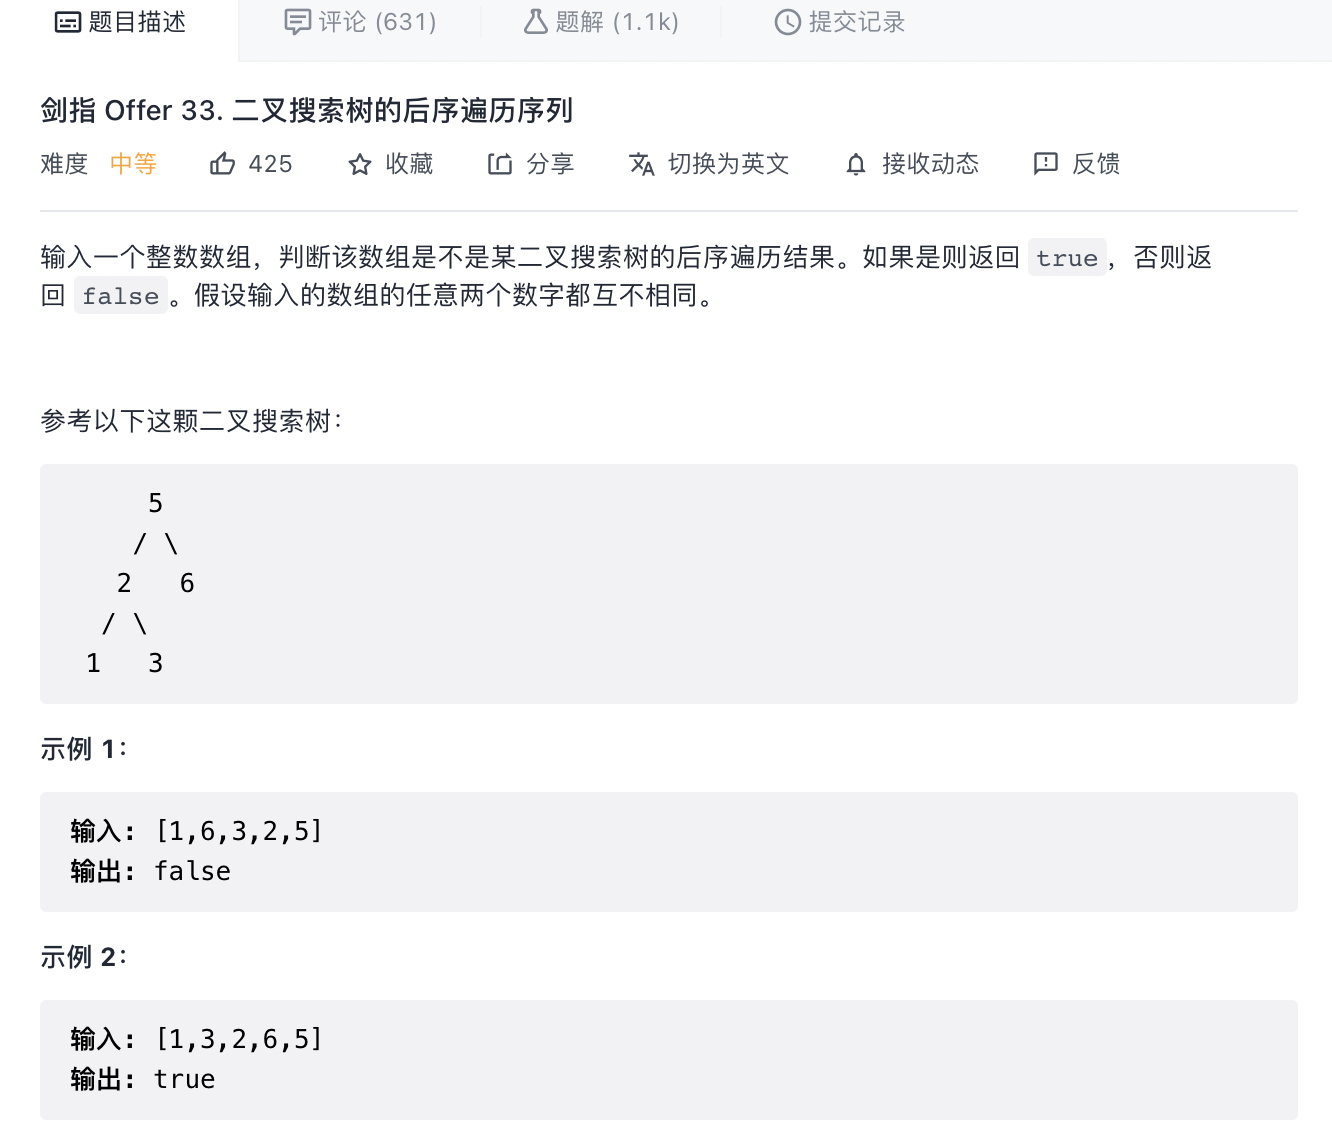 题目描述 评论 (631) 题解 (1.1k) 提交记录
剑指 Offer 33. 二叉搜索树的后序遍历序列
难度 中等 425 收藏 分享 切换为英文 接收动态 反馈
输入一个整数数组，判断该数组是不是某二叉搜索树的后序遍历结果。如果是则返回 true，否则返
回 false。假设输入的数组的任意两个数字都互不相同。
参考以下这颗二叉搜索树：
5
/ \
2 6
/ \
1 3
示例 1：
输入: [1,6,3,2,5]
输出: false
示例 2：
输入: [1,3,2,6,5]
输出: true